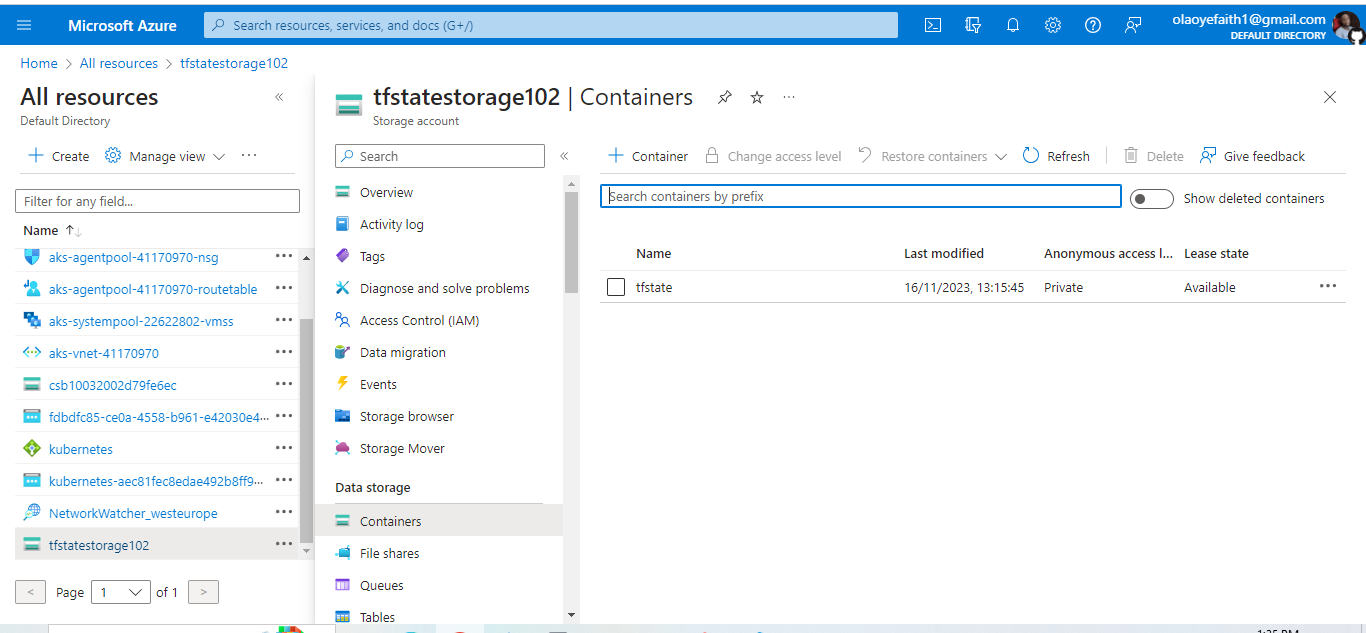 Microsoft Azure
Search resources, services, and docs (G+/)
olaoyefaith1@gmail.com
DEFAULT DIRECTORY
Home > All resources > tfstatestorage102
All resources
Default Directory
Create
Manage view
Filter for any field...
Name
aks-agentpool-41170970-nsg
aks-agentpool-41170970-routetable
aks-systempool-22622802-vmss
aks-vnet-41170970
csb10032002d79fe6ec
fdbdfc85-ce0a-4558-b961-e42030e4...
kubernetes
kubernetes-aec81fec8edae492b8ff9...
NetworkWatcher_westeurope
tfstatestorage102
< Page 1 of 1 >
tfstatestorage102 | Containers
Storage account
Search
Overview
Activity log
Tags
Diagnose and solve problems
Access Control (IAM)
Data migration
Events
Storage browser
Storage Mover
Data storage
Containers
File shares
Queues
Tables
Container
Change access level
Restore containers
Refresh
Delete
Give feedback
Search containers by prefix
Show deleted containers
Name Last modified Anonymous access l... Lease state
tfstate 16/11/2023, 13:15:45 Private Available